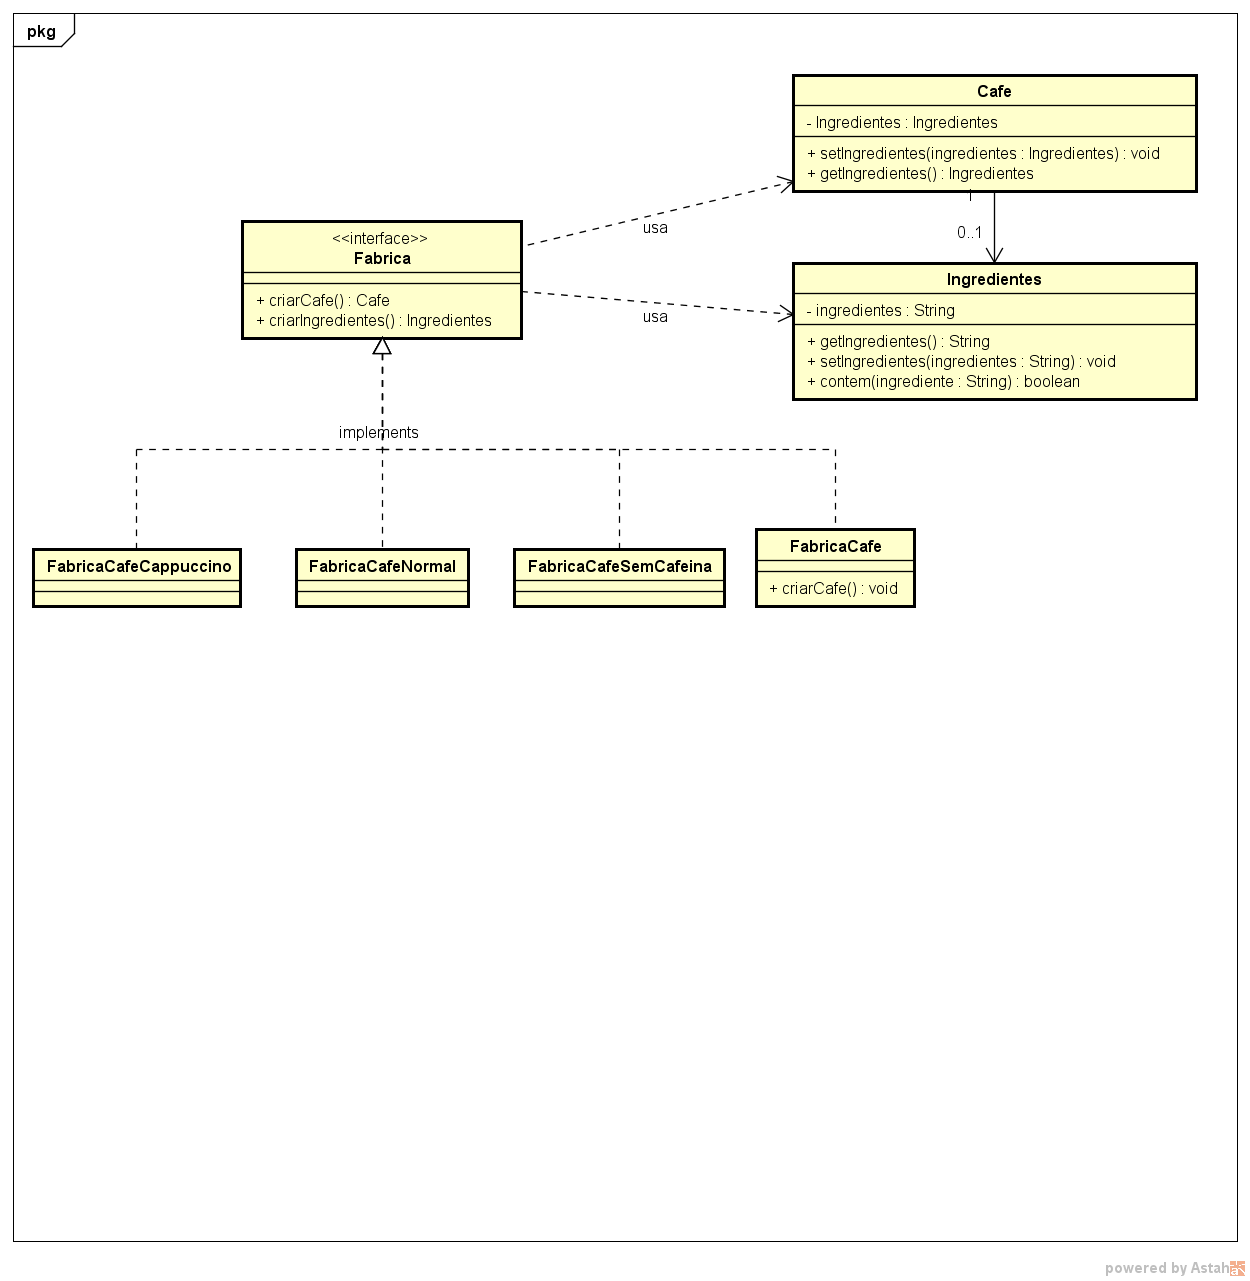 pkg
Cafe
- Ingredientes : Ingredientes
+ setIngredientes(ingredientes : Ingredientes) : void
+ getIngredientes() : Ingredientes
usa
0..1
<<interface>>
Fabrica
+ criarCafe() : Cafe
+ criarIngredientes() : Ingredientes
usa
Ingredientes
- ingredientes : String
+ getIngredientes() : String
+ setIngredientes(ingredientes : String) : void
+ contem(ingrediente : String) : boolean
implements
FabricaCafeCappuccino
FabricaCafeNormal
FabricaCafeSemCafeina
FabricaCafe
+ criarCafe() : void
powered by Astah